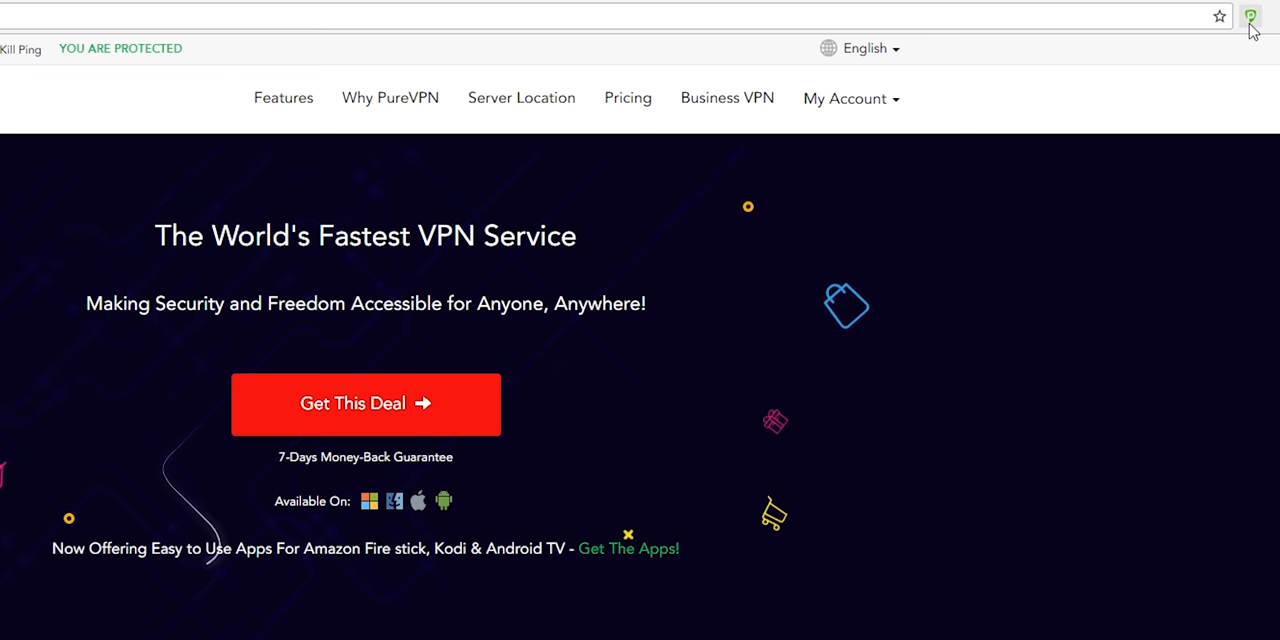 Kill Ping YOU ARE PROTECTED English
Features Why PureVPN Server Location Pricing Business VPN My Account
The World's Fastest VPN Service
Making Security and Freedom Accessible for Anyone, Anywhere!
Get This Deal
7-Days Money-Back Guarantee
Available On:
Now Offering Easy to Use Apps For Amazon Fire stick, Kodi & Android TV - Get The Apps!